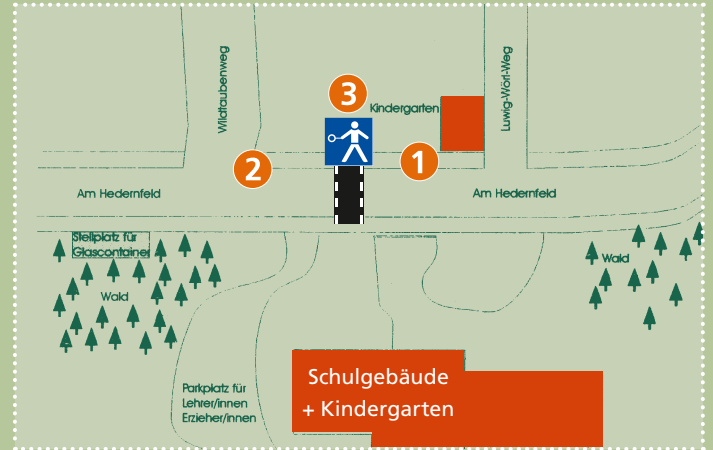 Wildtaubenweg
Luwig-Wört-Weg
3
Kindergarten
1
2
Am Hedernfeld
Am Hedernfeld
Stellplatz für
Glascontainer
Wald
Wald
Parkplatz für
Lehrer/innen
Erzieher/innen
Schulgebäude
+ Kindergarten